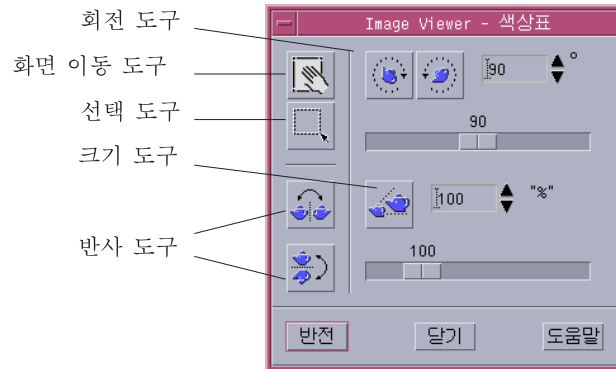 회전 도구
화면 이동 도구
선택 도구
크기 도구
반사 도구
Image Viewer - 색상표
90 °
90
100 "%"
100
반전 닫기 도움말